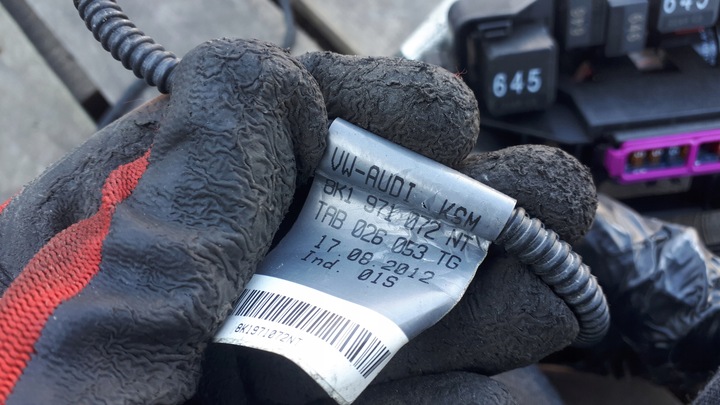 VW-AUDI KSM
8K1 971 072 NT
TAB 026 053 TG
17.08.2012
Ind. 01S
8K1971072NT
645
645